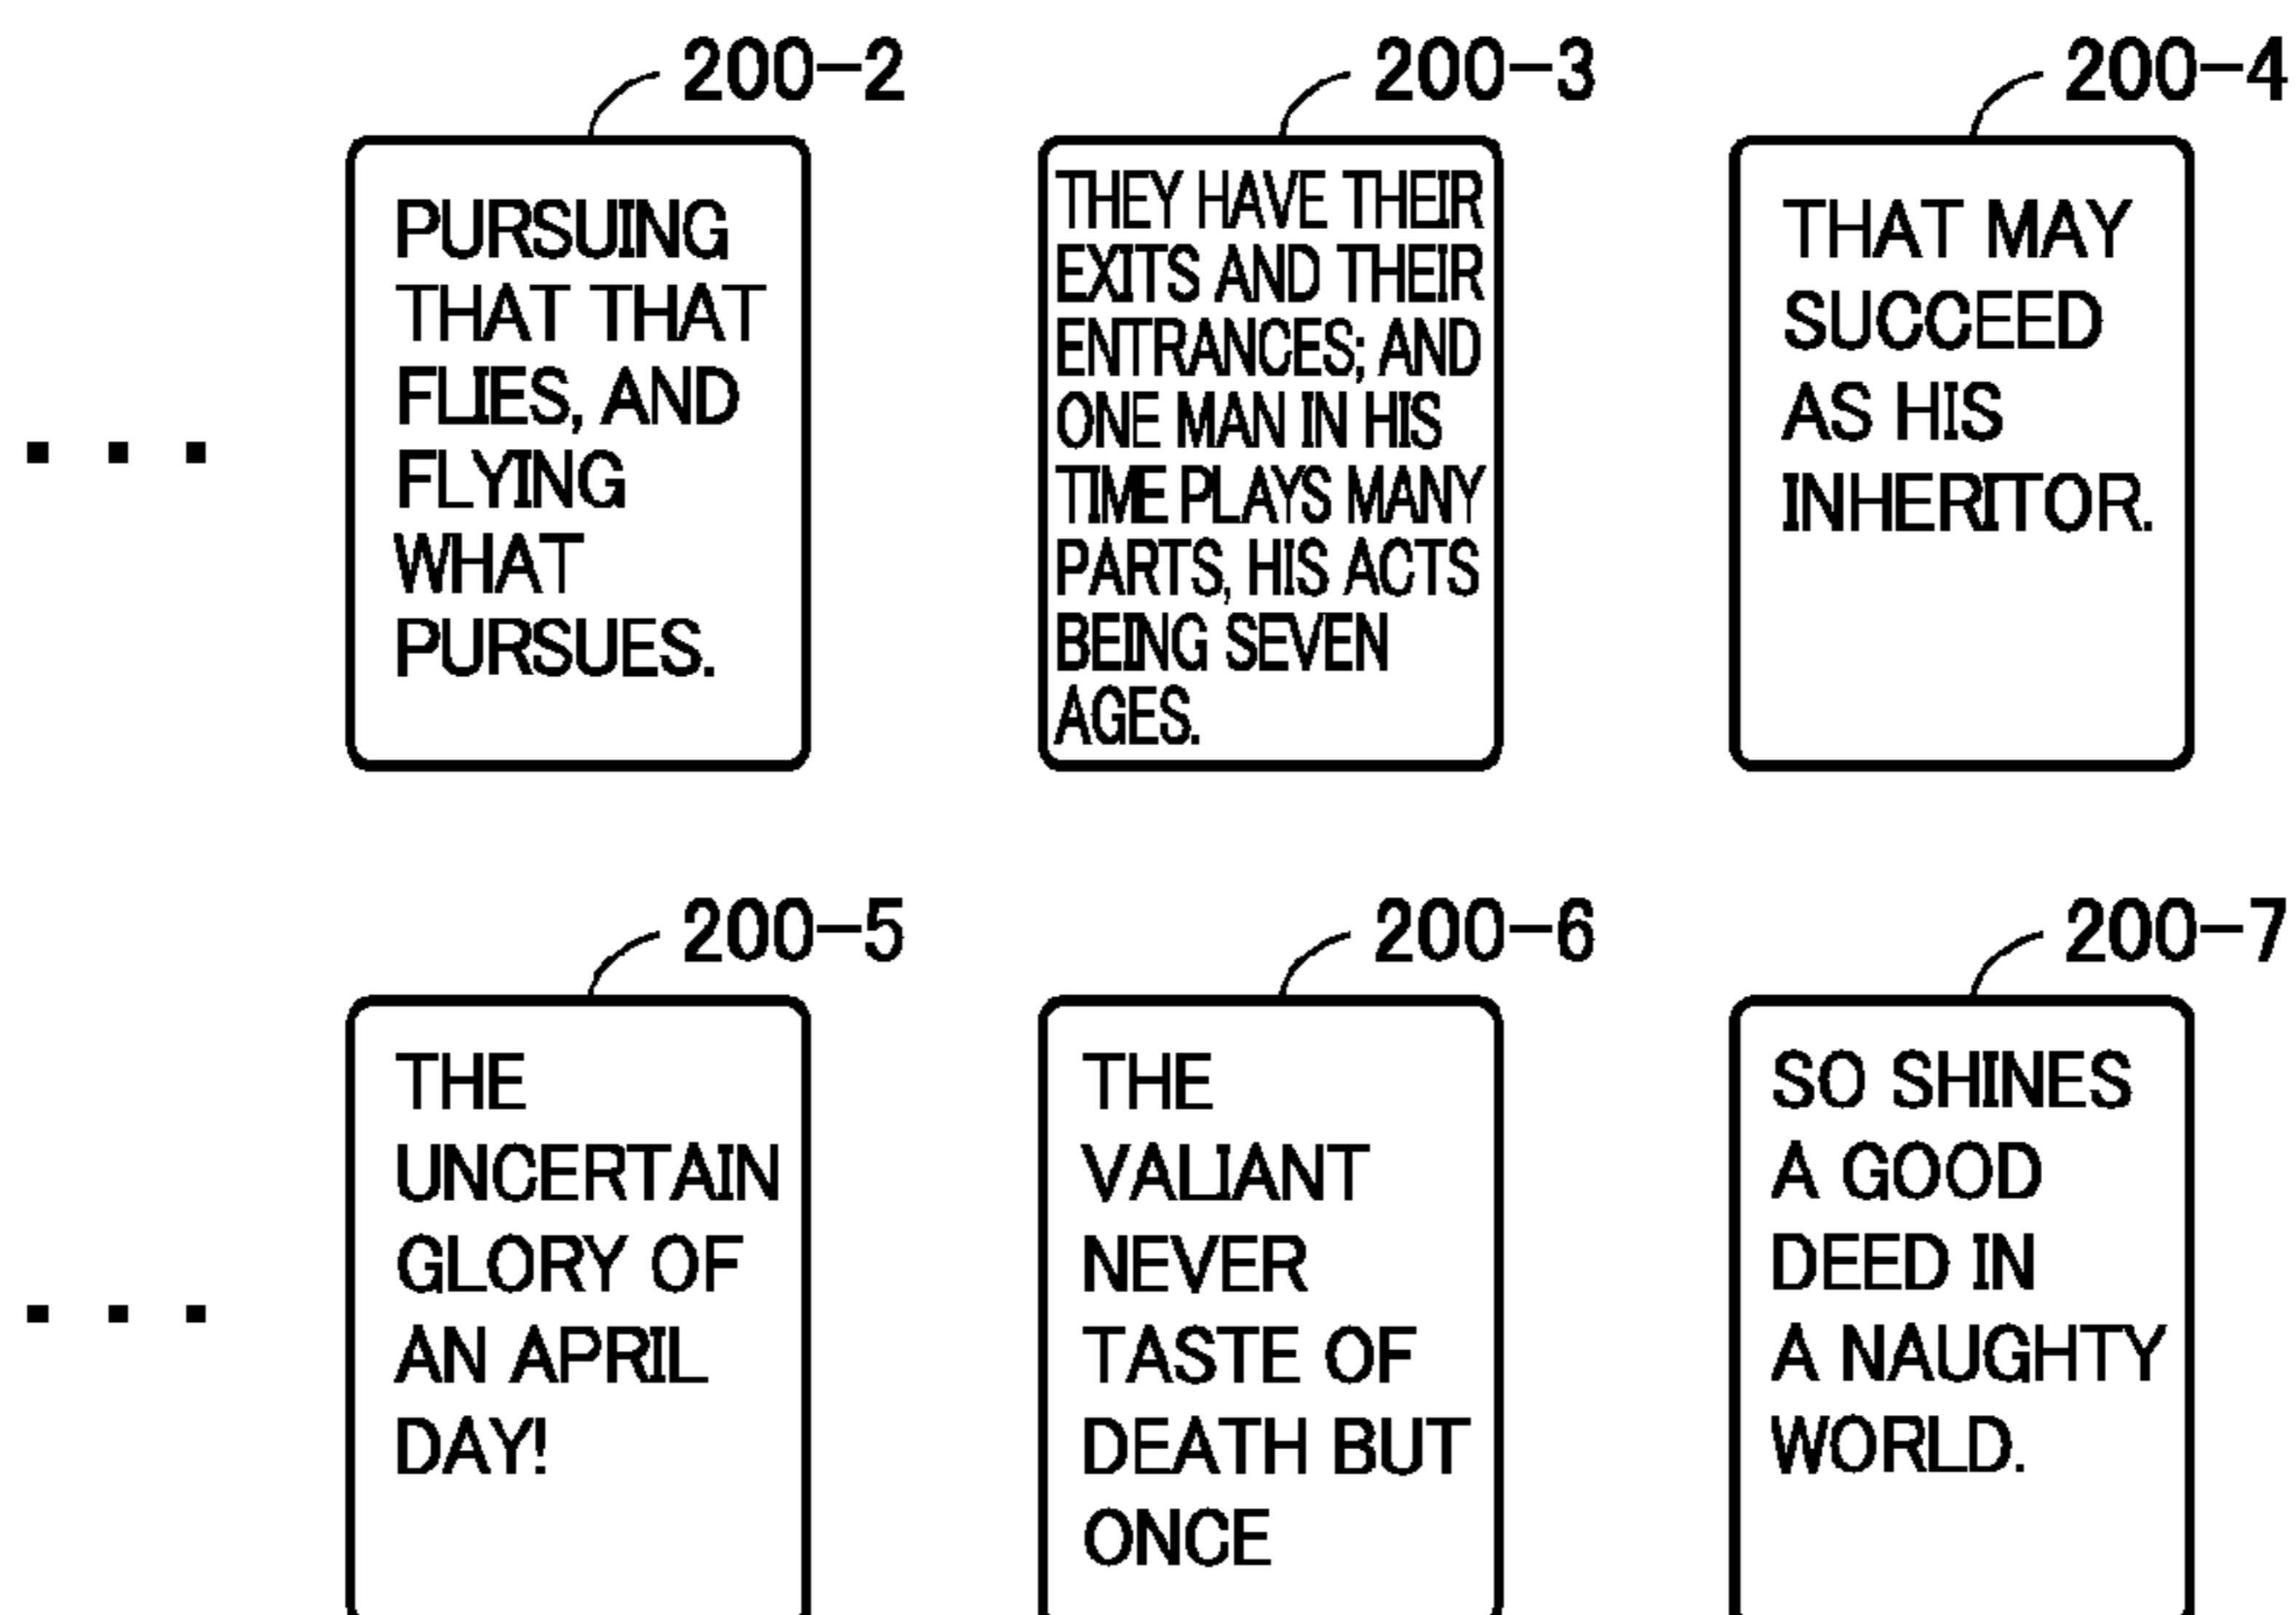 200-2
PURSUING
THAT THAT
FLIES, AND
FLYING
WHAT
PURSUES.
200-3
THEY HAVE THEIR
EXITS AND THEIR
ENTRANCES; AND
ONE MAN IN HIS
TIME PLAYS MANY
PARTS, HIS ACTS
BEING SEVEN
AGES.
200-4
THAT MAY
SUCCEED
AS HIS
INHERITOR.
200-5
THE
UNCERTAIN
GLORY OF
AN APRIL
DAY!
200-6
THE
VALIANT
NEVER
TASTE OF
DEATH BUT
ONCE
200-7
SO SHINES
A GOOD
DEED IN
A NAUGHTY
WORLD.